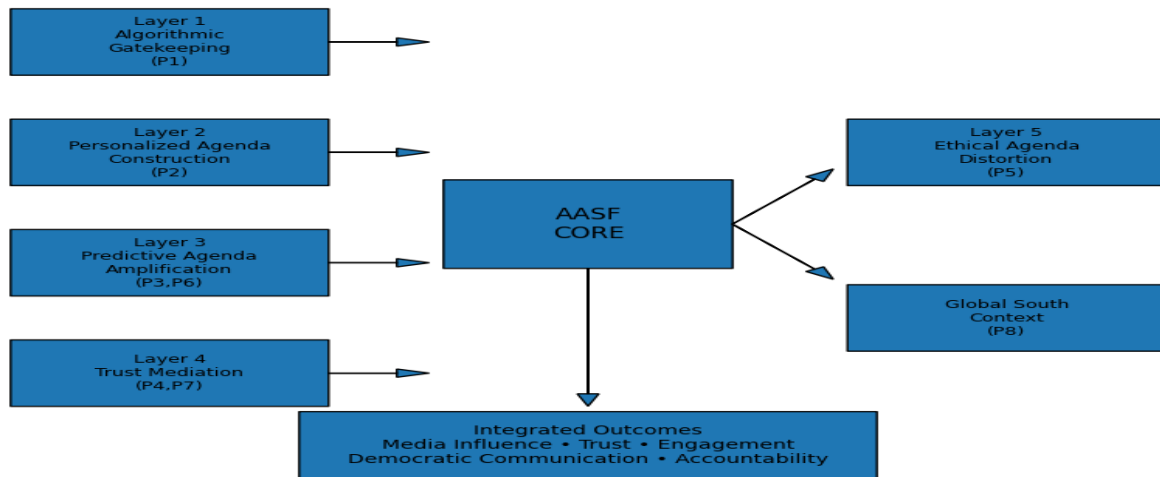 Layer 1
Algorithmic
Gatekeeping
(P1)
Layer 2
Personalized Agenda
Construction
(P2)
Layer 3
Predictive Agenda
Amplification
(P3,P6)
Layer 4
Trust Mediation
(P4,P7)
AASF
CORE
Layer 5
Ethical Agenda
Distortion
(P5)
Global South
Context
(P8)
Integrated Outcomes
Media Influence • Trust • Engagement
Democratic Communication • Accountability